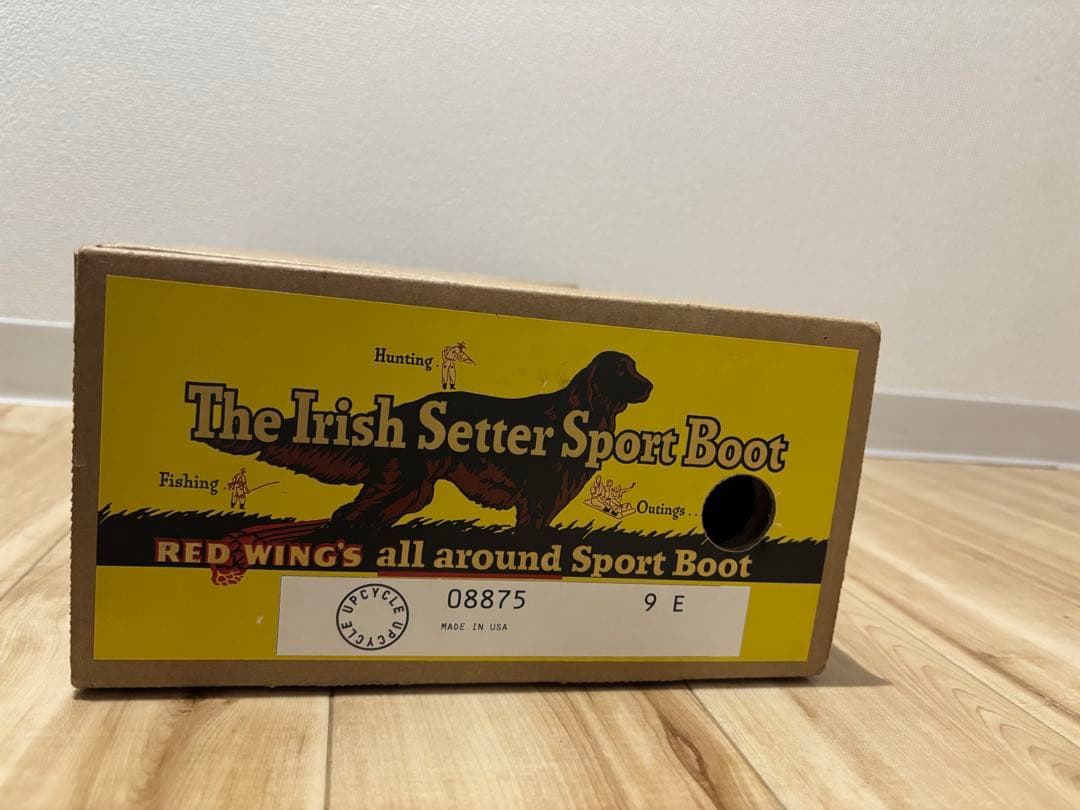 Hunting.
The Irish Setter Sport Boot
Fishing
Outings...
RED WING'S all around Sport Boot
UPCYCLE UPCYCLE
08875
9 E
MADE IN USA